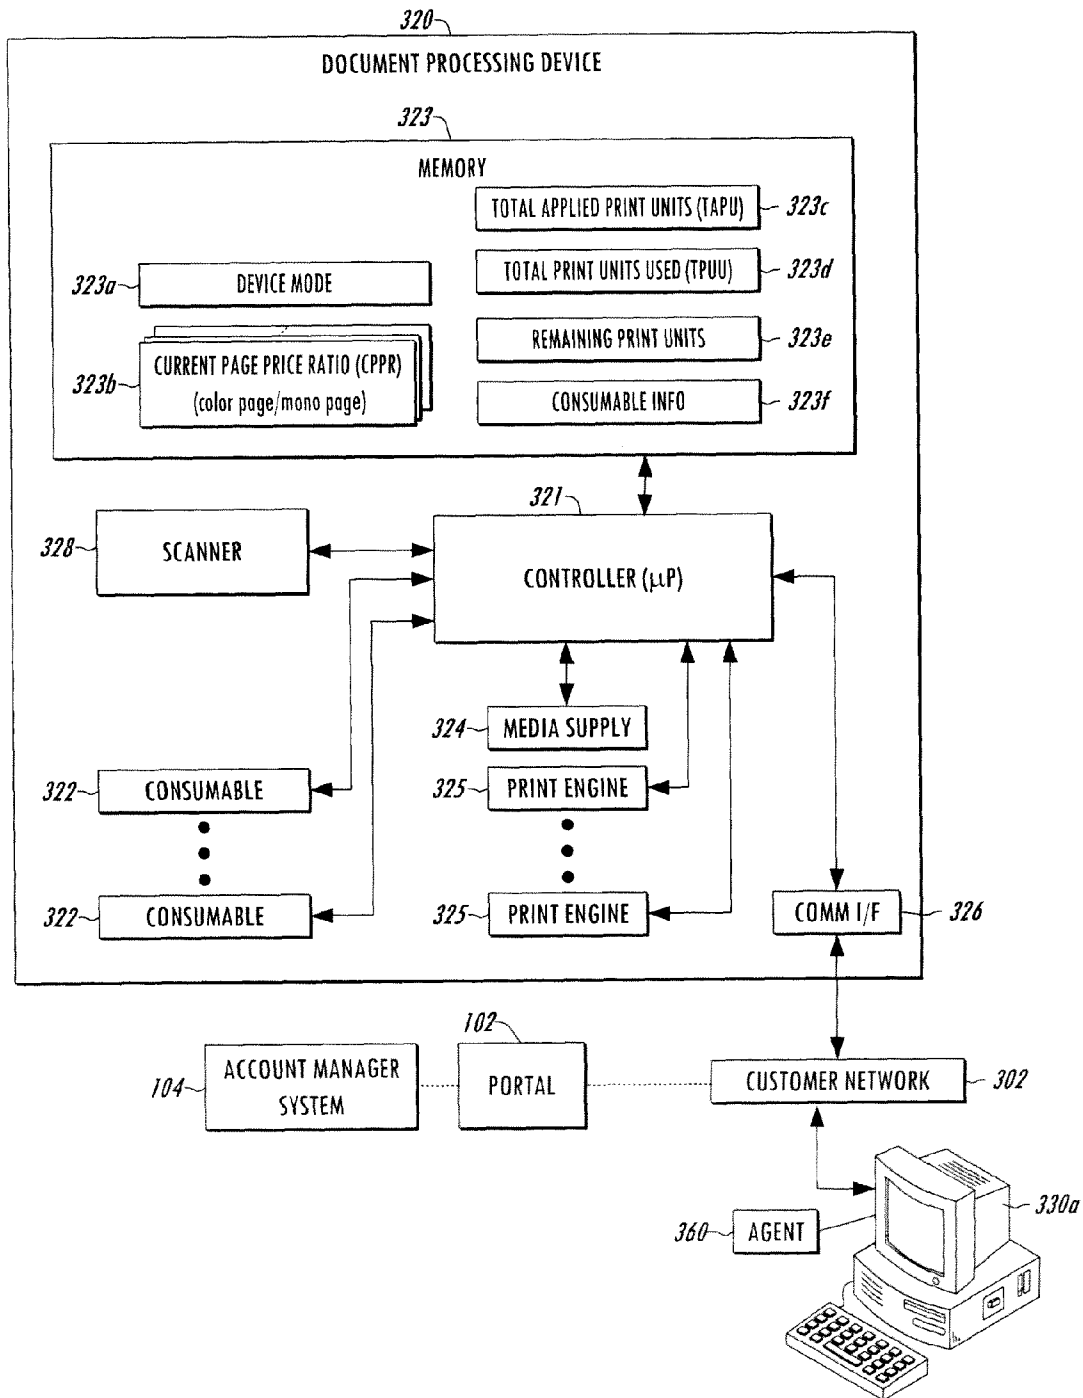 320
DOCUMENT PROCESSING DEVICE
323
MEMORY
TOTAL APPLIED PRINT UNITS (TAPU)
323c
323a
DEVICE MODE
TOTAL PRINT UNITS USED (TPUU)
323d
323b
CURRENT PAGE PRICE RATIO (CPPR)
(color page/mono page)
REMAINING PRINT UNITS
323e
CONSUMABLE INFO
323f
321
328
SCANNER
CONTROLLER (μP)
324
MEDIA SUPPLY
322
CONSUMABLE
325
PRINT ENGINE
322
CONSUMABLE
325
PRINT ENGINE
COMM I/F
326
102
104
ACCOUNT MANAGER
SYSTEM
PORTAL
CUSTOMER NETWORK
302
360
AGENT
330a